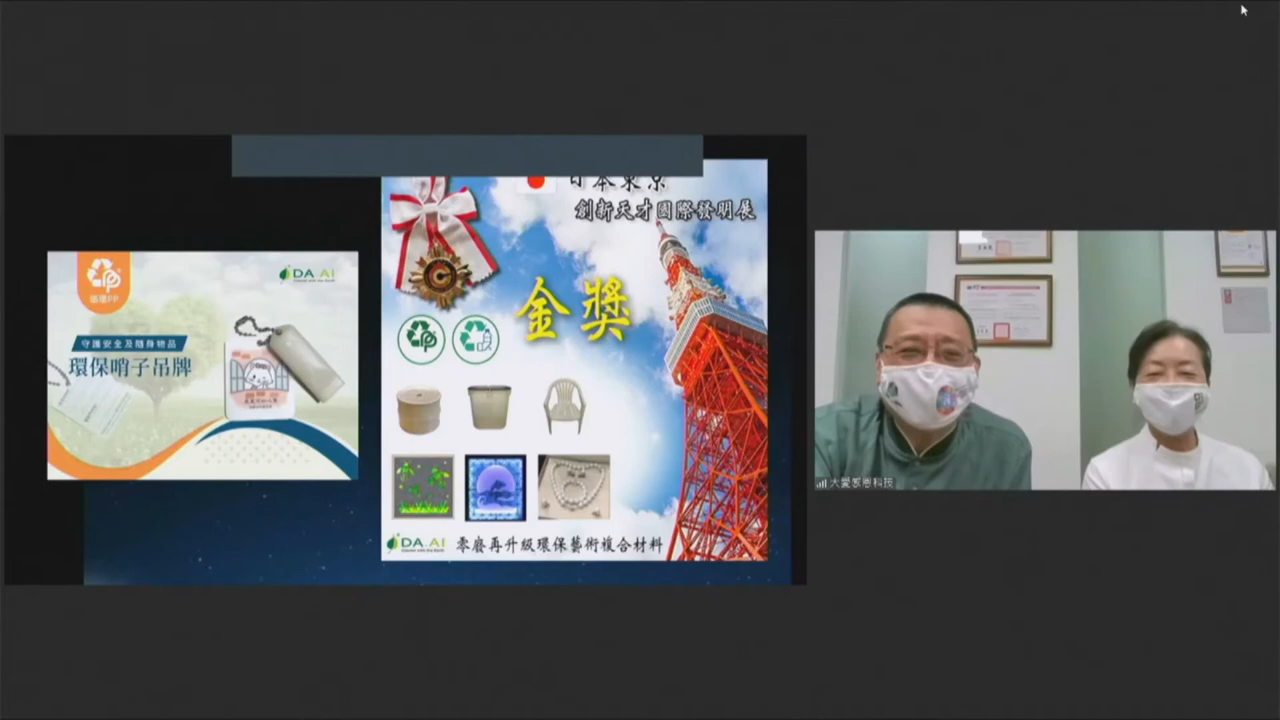 循環PP
DA.AI
守護安全及隨身物品
環保哨子吊牌
日本東京
創新天才國際發明展
金獎
DA.AI
零廢再升級環保藝術複合材料
大愛感恩科技